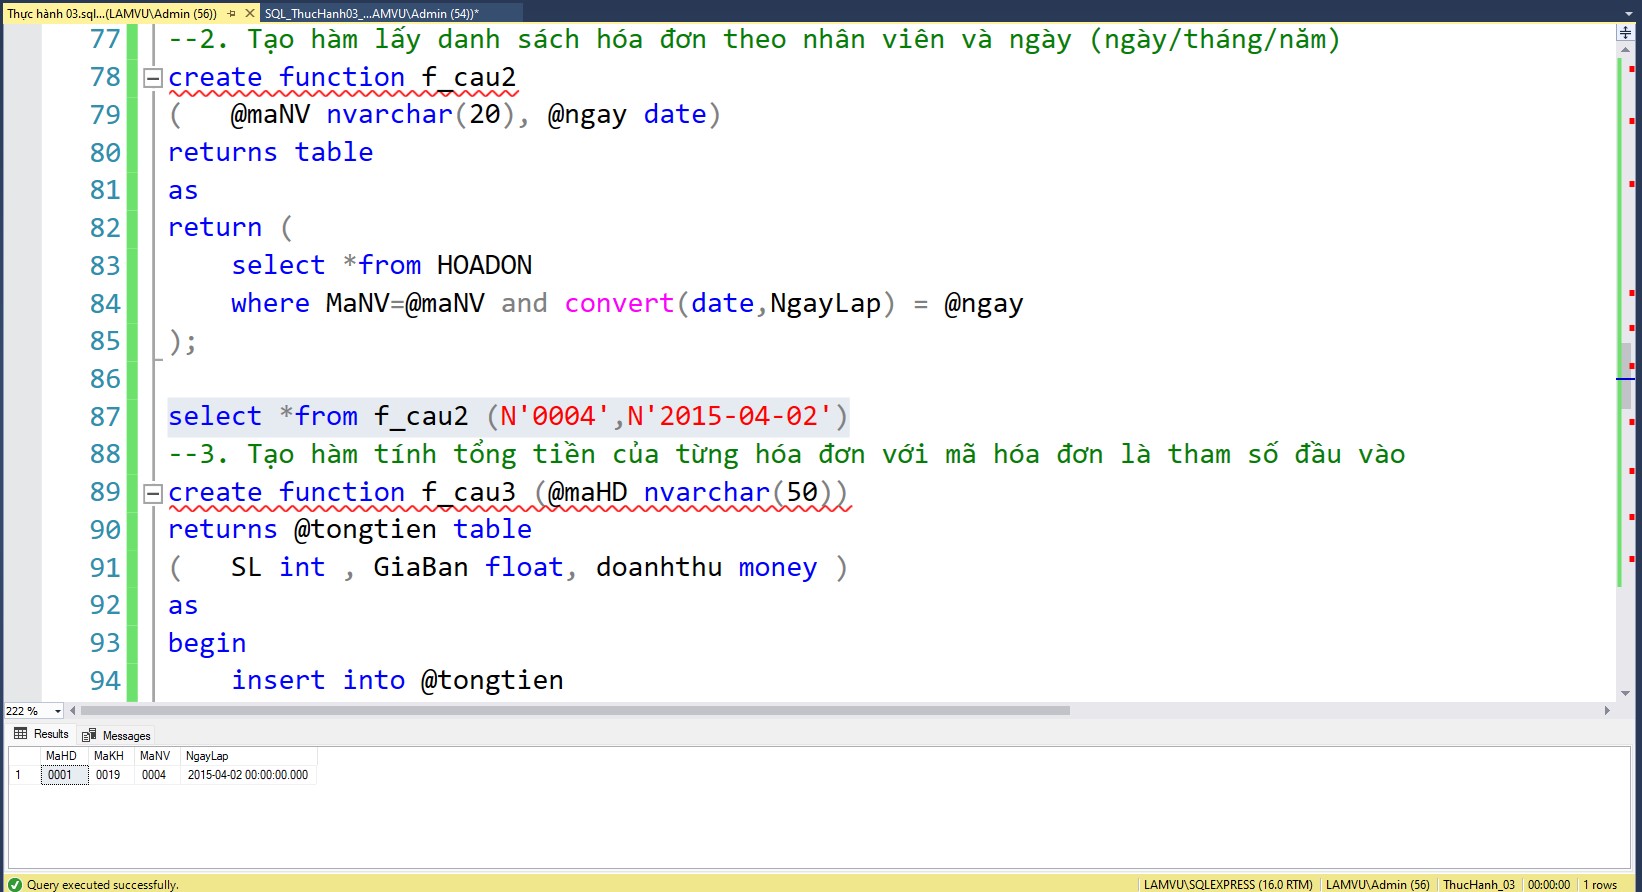 Thực hành 03.sql...(LAMVU\Admin (56))
SQL_ThucHanh03_...AMVU\Admin (54))*
77 --2. Tạo hàm lấy danh sách hóa đơn theo nhân viên và ngày (ngày/tháng/năm)
78 create function f_cau2
79 (   @maNV nvarchar(20), @ngay date)
80 returns table
81 as
82 return (
83     select *from HOADON
84     where MaNV=@maNV and convert(date,NgayLap) = @ngay
85 );
86
87 select *from f_cau2 (N'0004',N'2015-04-02')
88 --3. Tạo hàm tính tổng tiền của từng hóa đơn với mã hóa đơn là tham số đầu vào
89 create function f_cau3 (@maHD nvarchar(50))
90 returns @tongtien table
91 (   SL int , GiaBan float, doanhthu money )
92 as
93 begin
94     insert into @tongtien
222 %
Results Messages
MaHD MaKH MaNV NgayLap
1 0001 0019 0004 2015-04-02 00:00:00.000
Query executed successfully.
LAMVU\SQLEXPRESS (16.0 RTM) LAMVU\Admin (56) ThucHanh_03 00:00:00 1 rows